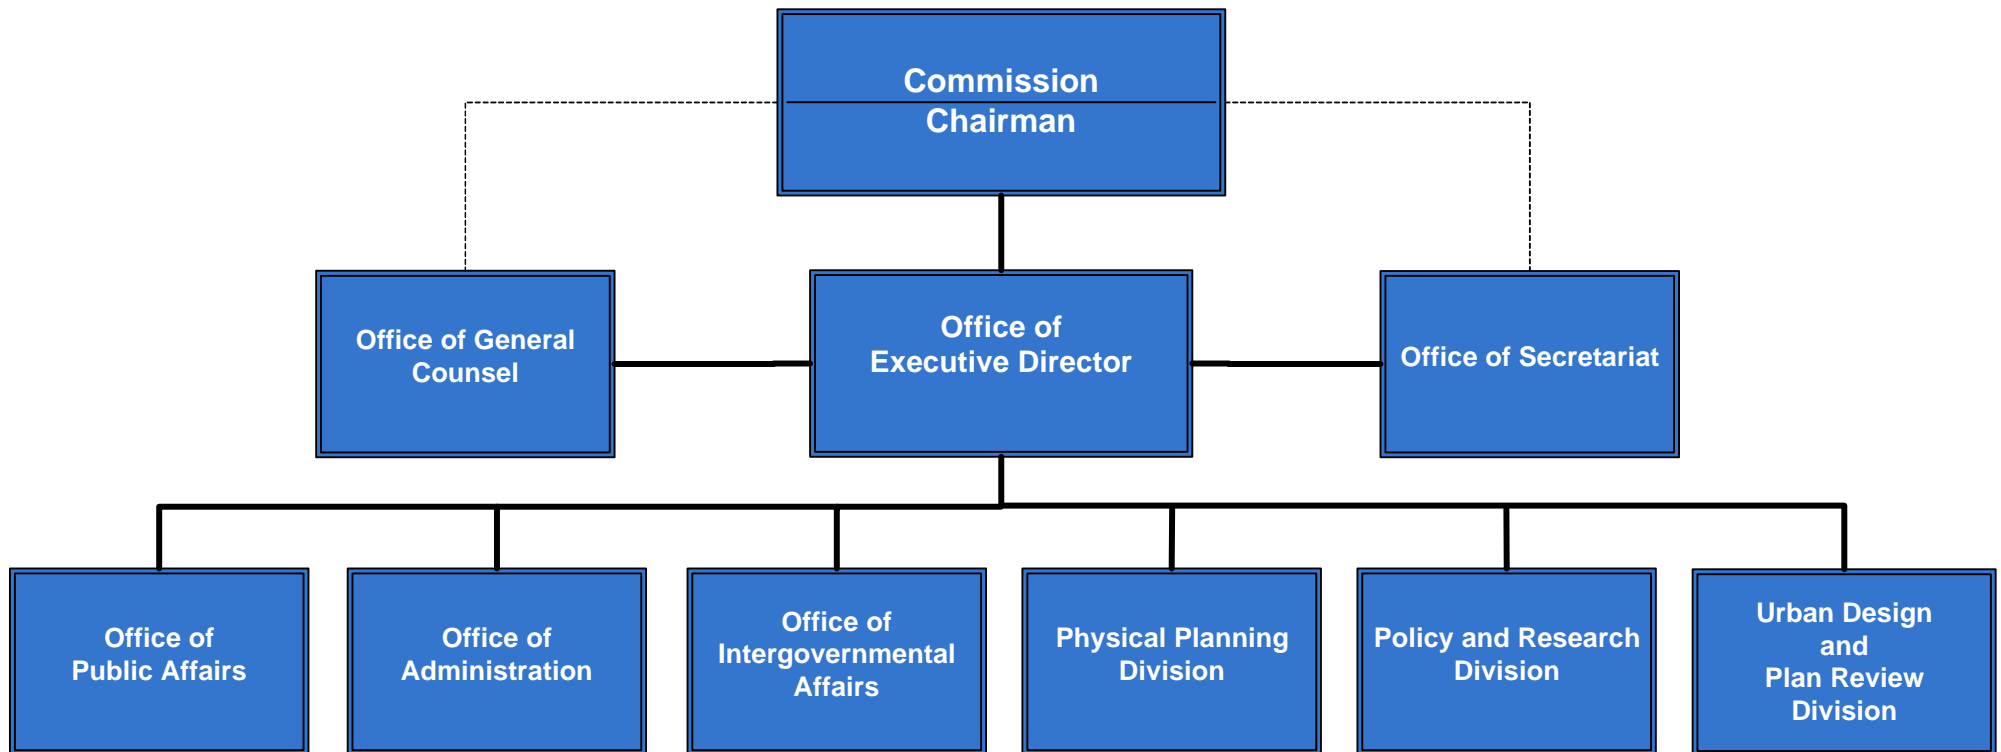 Commission
Chairman
Office of General
Counsel
Office of
Executive Director
Office of Secretariat
Office of
Public Affairs
Office of
Administration
Office of
Intergovernmental
Affairs
Physical Planning
Division
Policy and Research
Division
Urban Design
and
Plan Review
Division